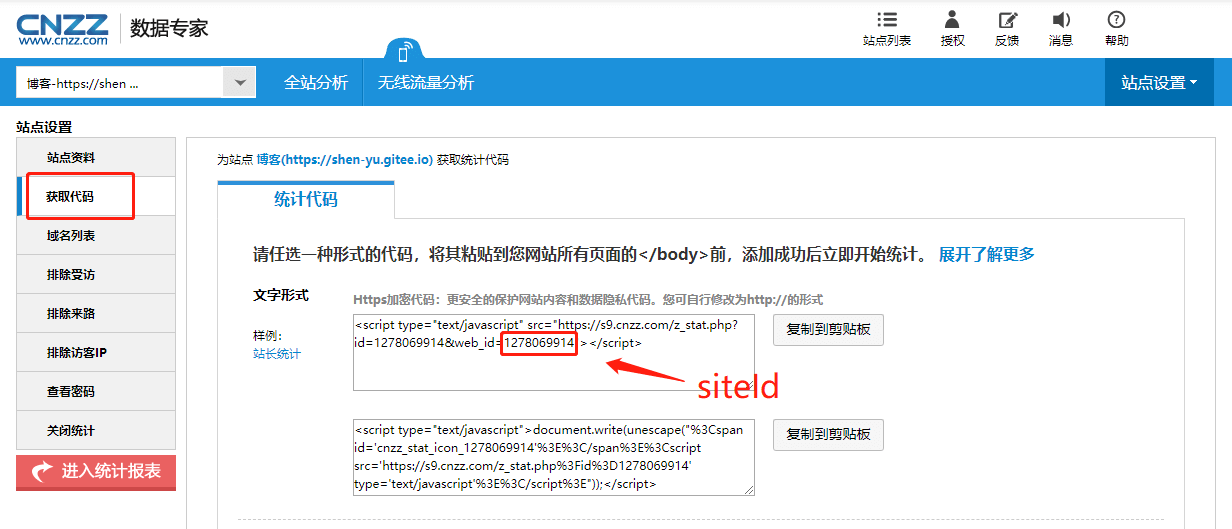 CNZZ 数据专家
www.cnzz.com
站点列表 授权 反馈 消息 帮助
博客-https://shen ... 全站分析 无线流量分析 站点设置
站点设置
站点资料
获取代码
域名列表
排除受访
排除来路
排除访客IP
查看密码
关闭统计
进入统计报表
为站点 博客(https://shen-yu.gitee.io) 获取统计代码
统计代码
请任选一种形式的代码，将其粘贴到您网站所有页面的</body>前，添加成功后立即开始统计。 展开了解更多
文字形式 Https加密代码：更安全的保护网站内容和数据隐私代码。您可自行修改为http://的形式
样例:
站长统计
<script type="text/javascript" src="https://s9.cnzz.com/z_stat.php?
id=1278069914&web_id=1278069914"></script>
复制到剪贴板
siteId
<script type="text/javascript">document.write(unescape("%3Cspan
id='cnzz_stat_icon_1278069914'%3E%3C/span%3E%3Cscript
src='https://s9.cnzz.com/z_stat.php%3Fid%3D1278069914'
type='text/javascript'%3E%3C/script%3E"));</script>
复制到剪贴板